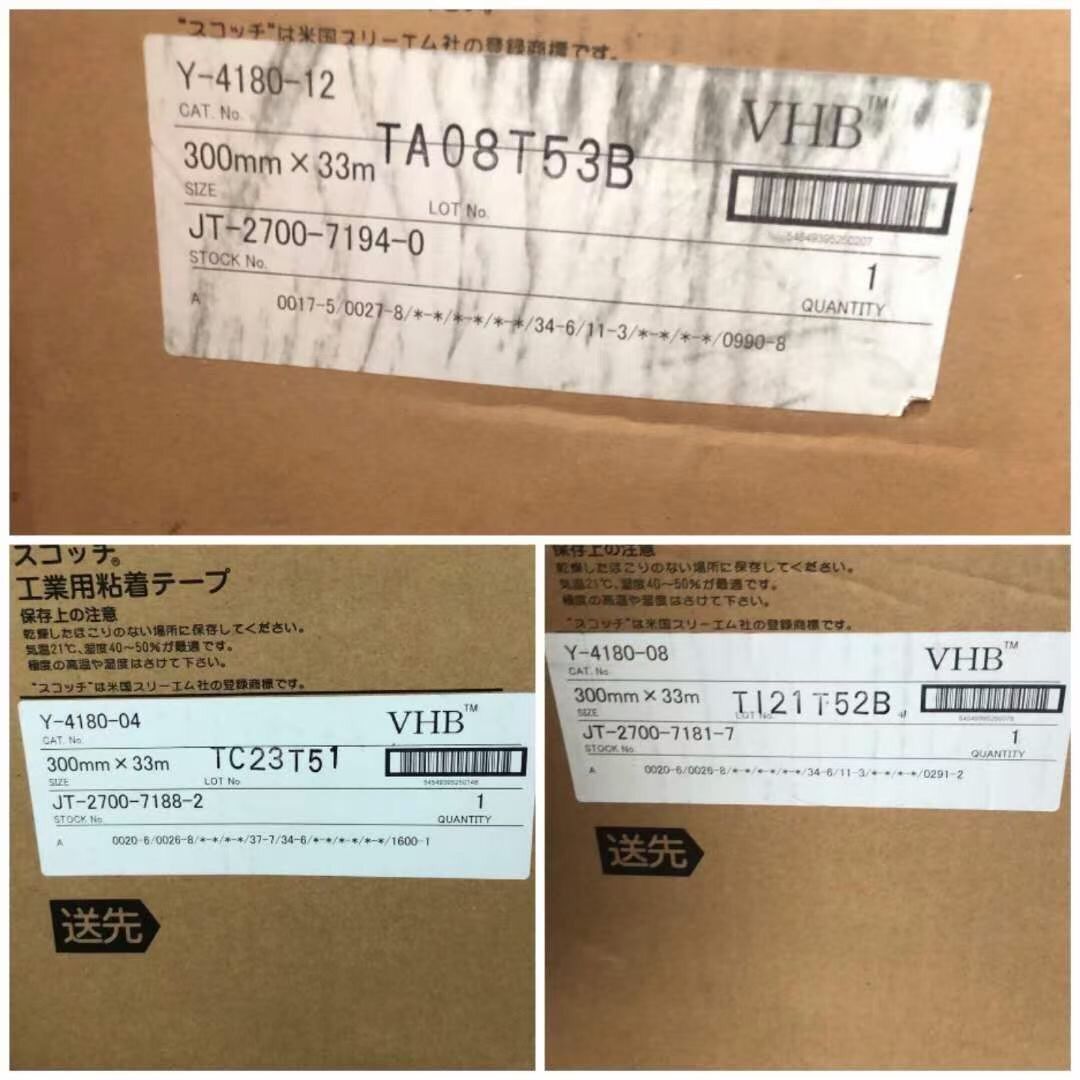 "スコッチ"は米国スリーエム社の登録商標です。
Y-4180-12
CAT. No.
VHB™
300mm×33m
TA08T53B
SIZE
LOT No.
54549395250207
JT-2700-7194-0
1
STOCK No.
QUANTITY
A 0017-5/0027-8/*-*/*-*/*-*/34-6/11-3/*-*/*-*/0990-8
スコッチ®
工業用粘着テープ
保存上の注意
乾燥したほこりのない場所に保存してください。
気温21℃、湿度40~50%が最適です。
極度の高温や湿度はさけて下さい。
"スコッチ"は米国スリーエム社の登録商標です。
Y-4180-04
VHB™
CAT. No.
300mm×33m
TC23T51
SIZE
LOT No.
54549395250146
JT-2700-7188-2
1
STOCK No.
QUANTITY
A 0020-6/0026-8/*-*/*-*/37-7/34-6/*-*/*-*/*-*/1600-1
送先
保存上の注意
乾燥したほこりのない場所に保存してください。
気温21℃、湿度40~50%が最適です。
極度の高温や湿度はさけて下さい。
"スコッチ"は米国スリーエム社の登録商標です。
Y-4180-08
VHB™
CAT. No.
300mm×33m
TI21T52B
SIZE
LOT No.
54549395250078
JT-2700-7181-7
1
STOCK No.
QUANTITY
A 0020-6/0026-8/*-*/*-*/*-*/34-6/11-3/*-*/*-*/0291-2
送先